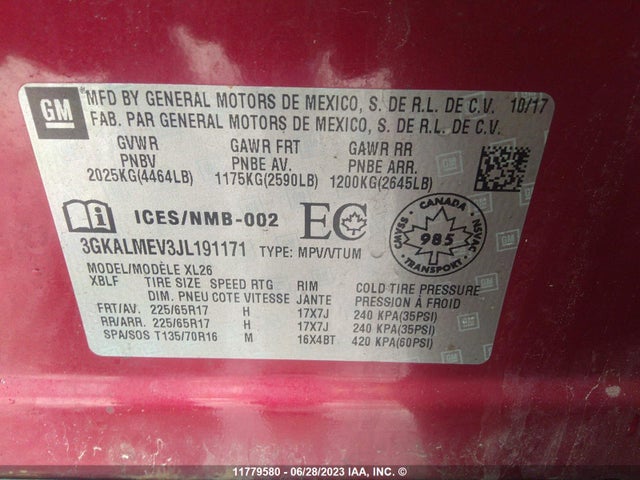 GM
MFD BY GENERAL MOTORS DE MEXICO, S. DE R.L. DE C.V. 10/17
FAB. PAR GENERAL MOTORS DE MEXICO, S. DE R.L. DE C.V.
GVWR GAWR FRT GAWR RR
PNBV PNBE AV. PNBE ARR.
2025KG(4464LB) 1175KG(2590LB) 1200KG(2645LB)
ICES/NMB-002 EC
CANADA
CMVSS 985 NSVAC
TRANSPORT
3GKALMEV3JL191171 TYPE: MPV/VTUM
MODEL/MODÈLE XL26
XBLF TIRE SIZE SPEED RTG RIM COLD TIRE PRESSURE
DIM. PNEU COTE VITESSE JANTE PRESSION À FROID
FRT/AV. 225/65R17 H 17X7J 240 KPA(35PSI)
RR/ARR. 225/65R17 H 17X7J 240 KPA(35PSI)
SPA/SOS T135/70R16 M 16X4BT 420 KPA(60PSI)
11779580 - 06/28/2023 IAA, INC. ©